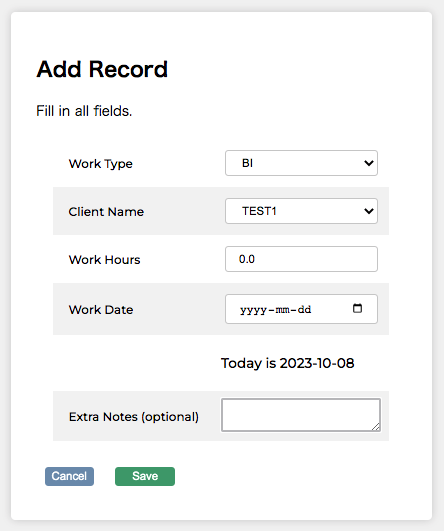 Add Record
Fill in all fields.
Work Type BI
Client Name TEST1
Work Hours 0.0
Work Date yyyy-mm-dd
Today is 2023-10-08
Extra Notes (optional)
Cancel Save